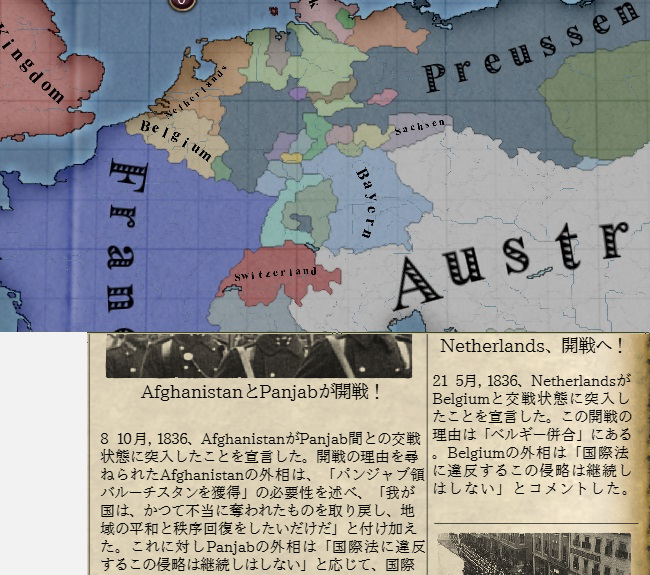 k
Kingdom
Preussen
Netherlands
Belgium
Sachsen
Franc
Bayern
Switzerland
Austr
AfghanistanとPanjabが開戦！
8 10月, 1836、AfghanistanがPanjab間との交戦
状態に突入したことを宣言した。開戦の理由を尋
ねられたAfghanistanの外相は、「パンジャブ領
バルーチスタンを獲得」の必要性を述べ、「我が
国は、かつて不当に奪われたものを取り戻し、地
域の平和と秩序回復をしたいだけだ」と付け加え
た。これに対しPanjabの外相は「国際法に違反
するこの侵略は継続しはしない」と応じて、国際
Netherlands、開戦へ！
21 5月, 1836、Netherlandsが
Belgiumと交戦状態に突入し
たことを宣言した。この開戦の
理由は「ベルギー併合」にある
。Belgiumの外相は「国際法
に違反するこの侵略は継続し
はしない」とコメントした。